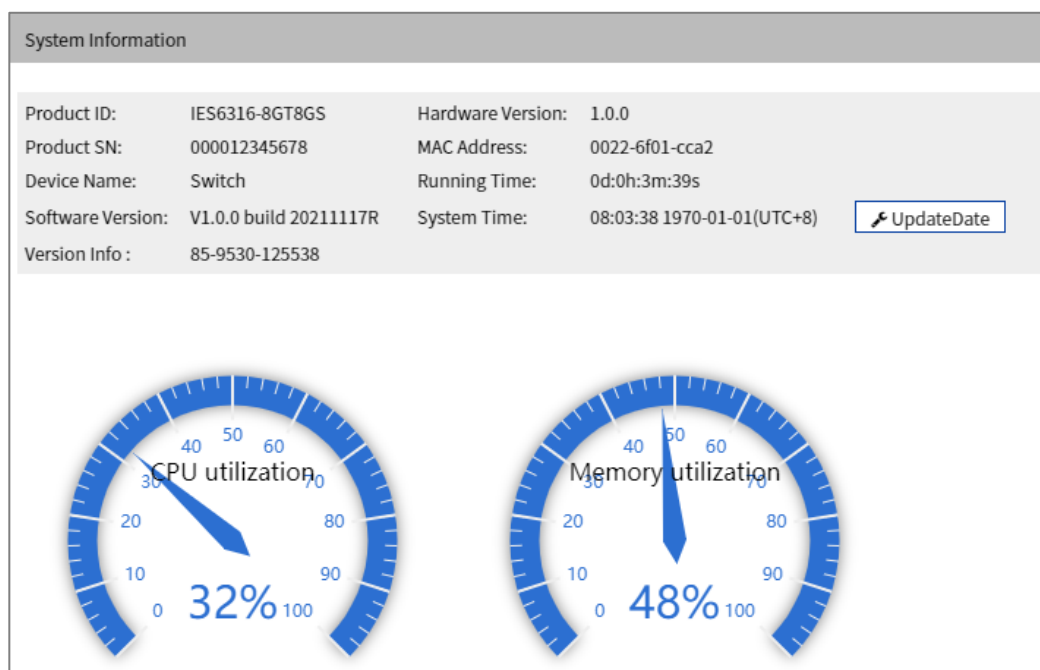 System Information
Product ID: IES6316-8GT8GS Hardware Version: 1.0.0
Product SN: 000012345678 MAC Address: 0022-6f01-cca2
Device Name: Switch Running Time: 0d:0h:3m:39s
Software Version: V1.0.0 build 20211117R System Time: 08:03:38 1970-01-01(UTC+8) UpdateDate
Version Info : 85-9530-125538
CPU utilization
0 10 20 30 40 50 60 70 80 90 100
32%
Memory utilization
0 10 20 30 40 50 60 70 80 90 100
48%